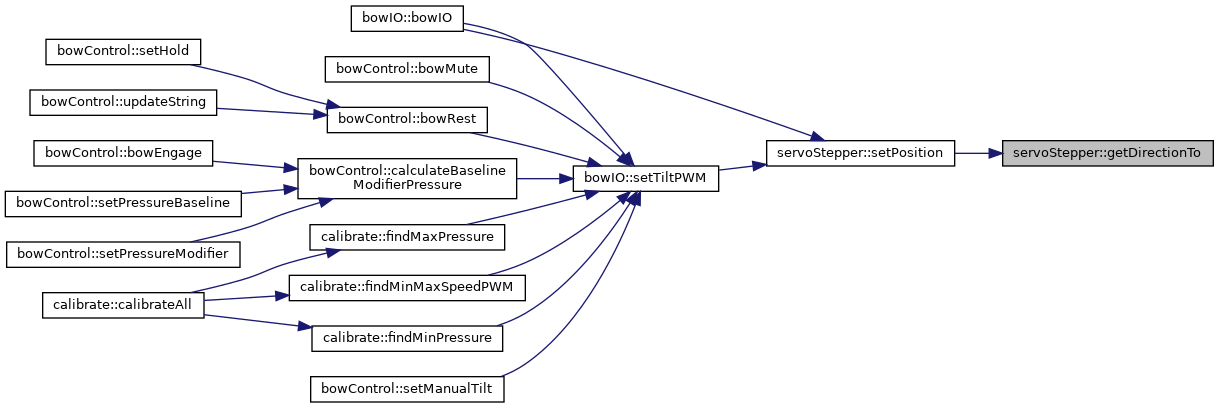 bowIO::bowIO
bowControl::setHold
bowControl::bowMute
bowControl::updateString
bowControl::bowRest
bowControl::bowEngage
servoStepper::setPosition
servoStepper::getDirectionTo
bowControl::calculateBaseline
ModifierPressure
bowIO::setTiltPWM
bowControl::setPressureBaseline
calibrate::findMaxPressure
bowControl::setPressureModifier
calibrate::findMinMaxSpeedPWM
calibrate::calibrateAll
calibrate::findMinPressure
bowControl::setManualTilt